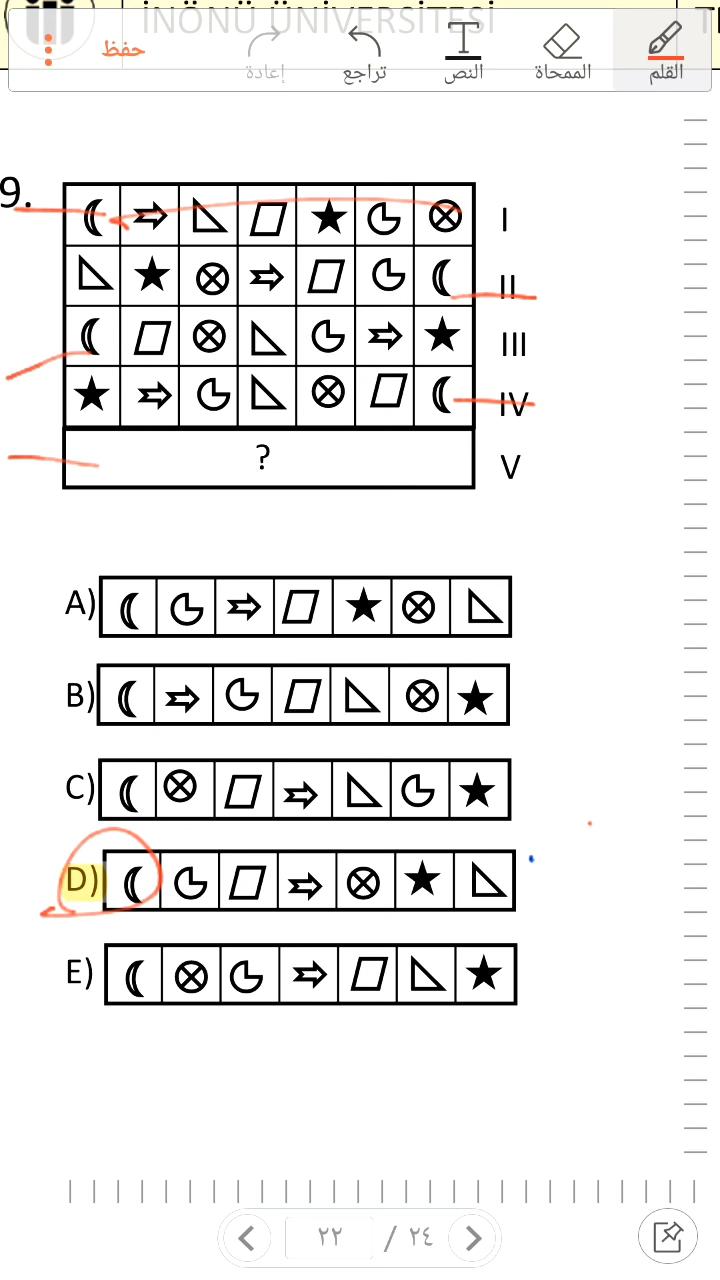 İNÖNÜ ÜNİVERSİTESİ
حفظ
إعادة
تراجع
النص
الممحاة
القلم
9.
I
II
III
IV
? V
A)
B)
C)
D)
E)
٢٢ / ٢٤